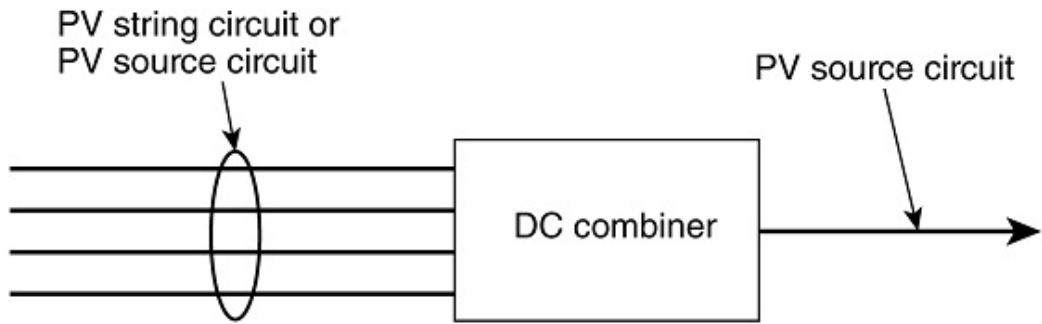 PV string circuit or
PV source circuit
PV source circuit
DC combiner